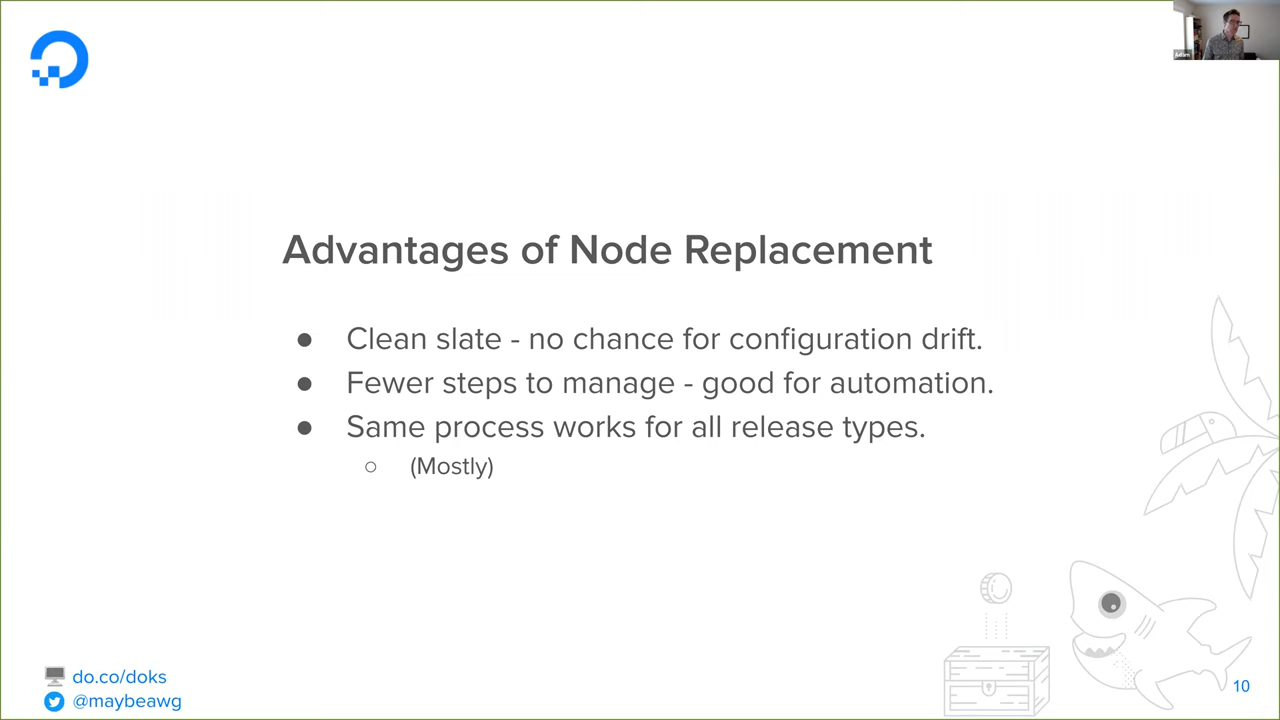 Adam
Advantages of Node Replacement
● Clean slate - no chance for configuration drift.
● Fewer steps to manage - good for automation.
● Same process works for all release types.
○ (Mostly)
do.co/doks
@maybeawg
10